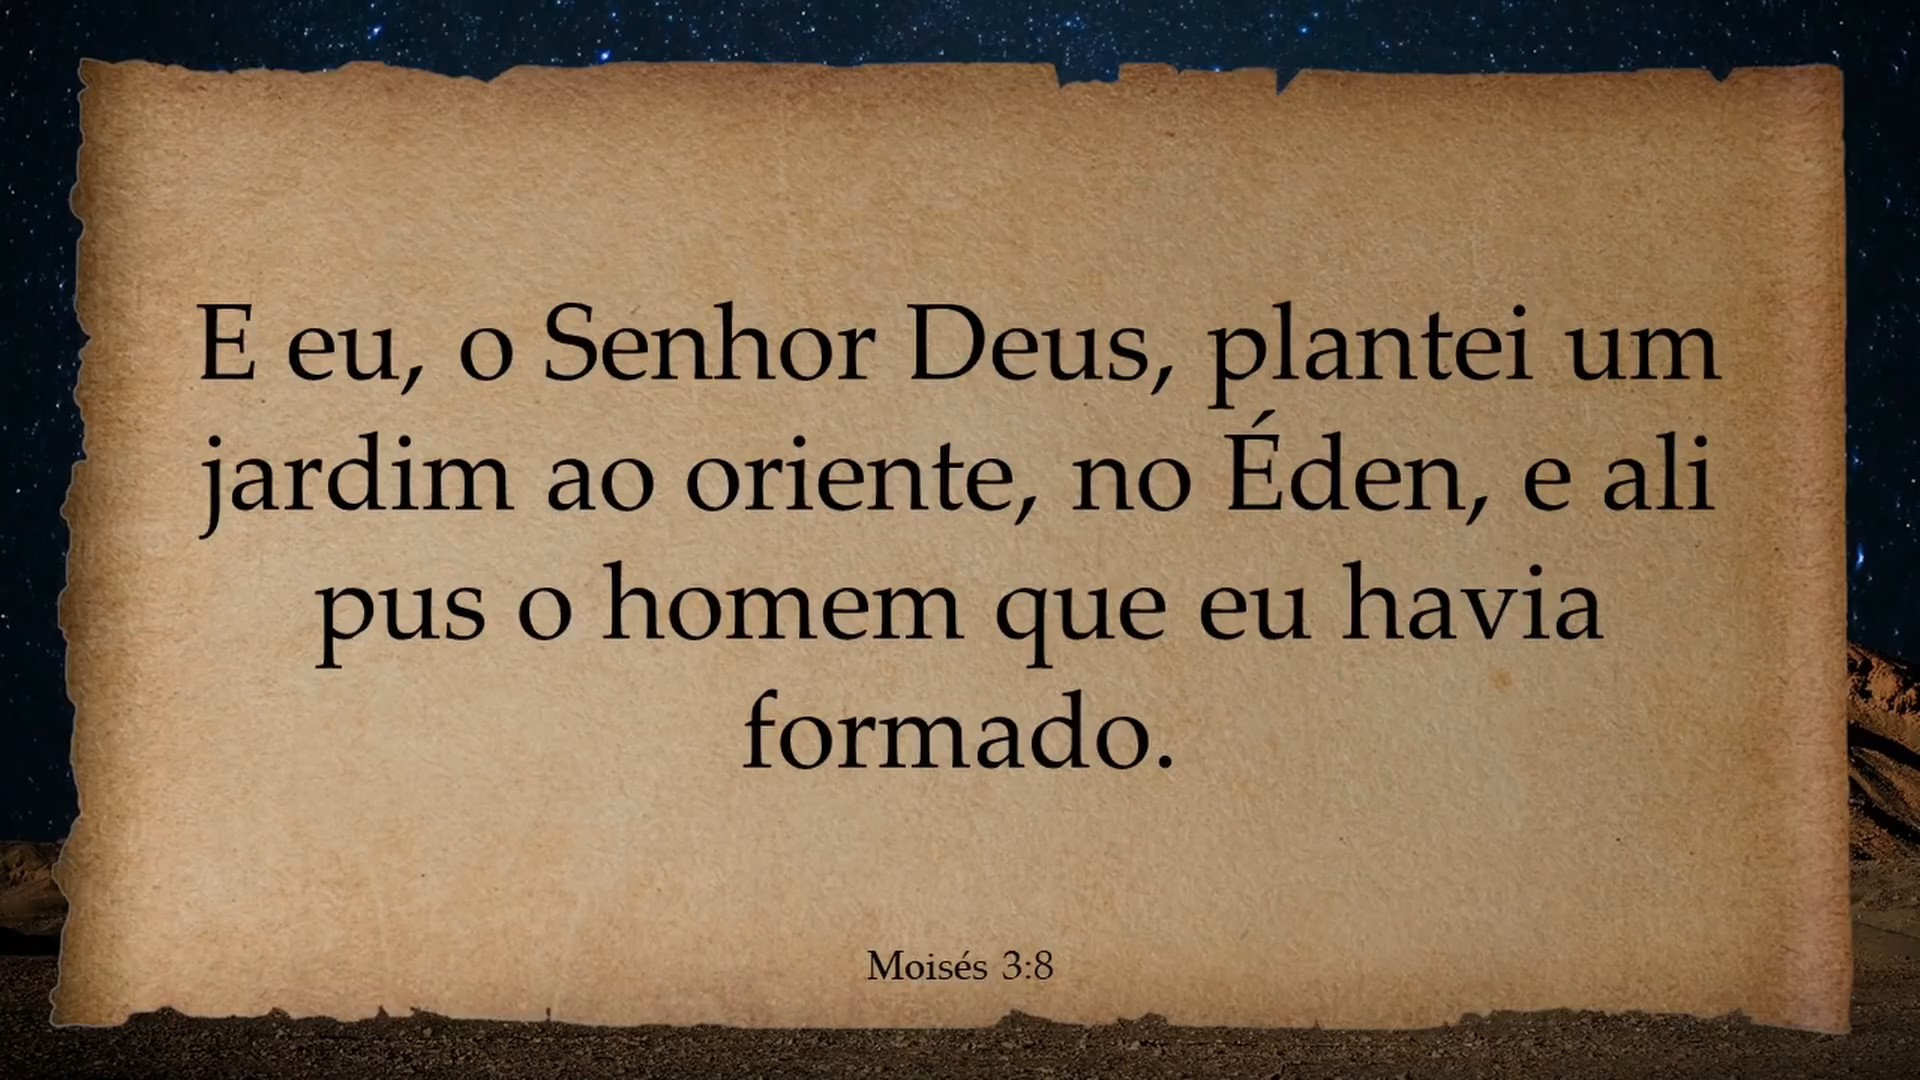 E eu, o Senhor Deus, plantei um
jardim ao oriente, no Éden, e ali
pus o homem que eu havia
formado.
Moisés 3:8